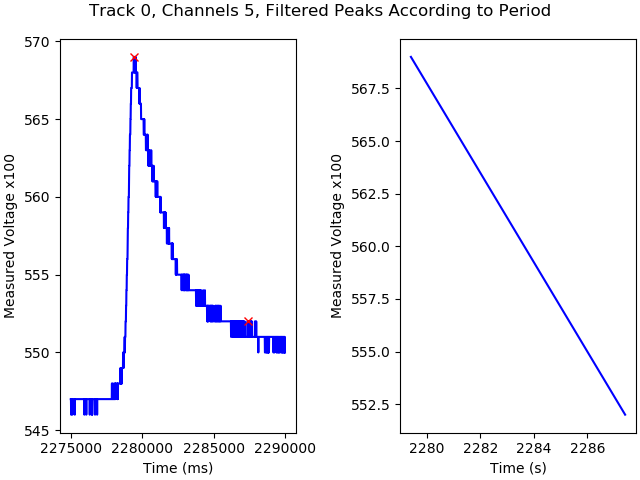 Track 0, Channels 5, Filtered Peaks According to Period
570
565
560
555
550
545
Measured Voltage x100
2275000 2280000 2285000 2290000
Time (ms)
567.5
565.0
562.5
560.0
557.5
555.0
552.5
Measured Voltage x100
2280 2282 2284 2286
Time (s)